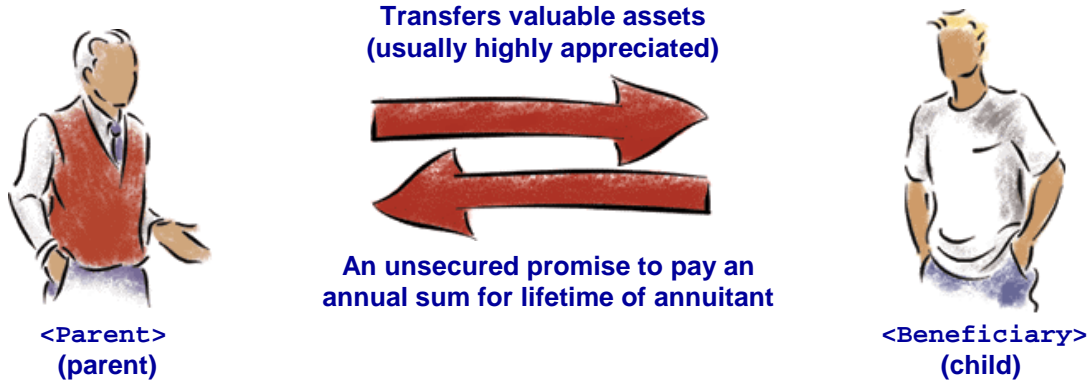 Transfers valuable assets
(usually highly appreciated)
An unsecured promise to pay an
annual sum for lifetime of annuitant
<Parent>
(parent)
<Beneficiary>
(child)